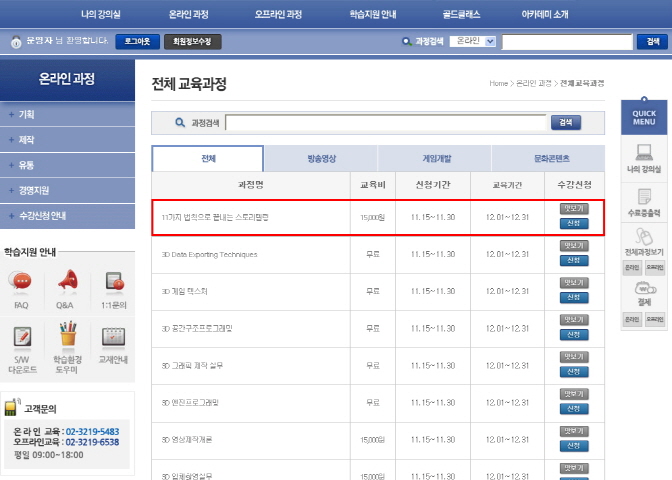 나의 강의실 온라인 과정 오프라인 과정 학습지원 안내 골드클래스 아카데미 소개
운영자 님 환영합니다. 로그아웃 회원정보수정 과정검색 온라인 검색
온라인 과정
+ 기획
+ 제작
+ 유통
+ 경영지원
+ 수강신청 안내
학습지원 안내
FAQ Q&A 1:1문의
S/W 다운로드 학습환경 도우미 교재안내
고객문의
온 라 인 교육 : 02-3219-5483
오프라인교육 : 02-3219-6538
평일 09:00~18:00
전체 교육과정
Home > 온라인 과정 > 전체교육과정
과정검색 검색
전체 방송영상 게임개발 문화콘텐츠
과정명 교육비 신청기간 교육기간 수강신청
11가지 법칙으로 끝내는 스토리텔링 15,000원 11.15~11.30 12.01~12.31 맛보기 신청
3D Data Exporting Techniques 무료 11.15~11.30 12.01~12.31 맛보기 신청
3D 게임 텍스처 무료 11.15~11.30 12.01~12.31 맛보기 신청
3D 공간구조프로그래밍 무료 11.15~11.30 12.01~12.31 맛보기 신청
3D 그래픽 제작 실무 무료 11.15~11.30 12.01~12.31 맛보기 신청
3D 엔진프로그래밍 무료 11.15~11.30 12.01~12.31 맛보기 신청
3D 영상제작개론 15,000원 11.15~11.30 12.01~12.31 맛보기 신청
3D 입체촬영실무 15,000원 11.15~11.30 12.01~12.31 맛보기 신청
QUICK
MENU
나의 강의실
수료증출력
전체과정보기
온라인 오프라인
결제
온라인 오프라인